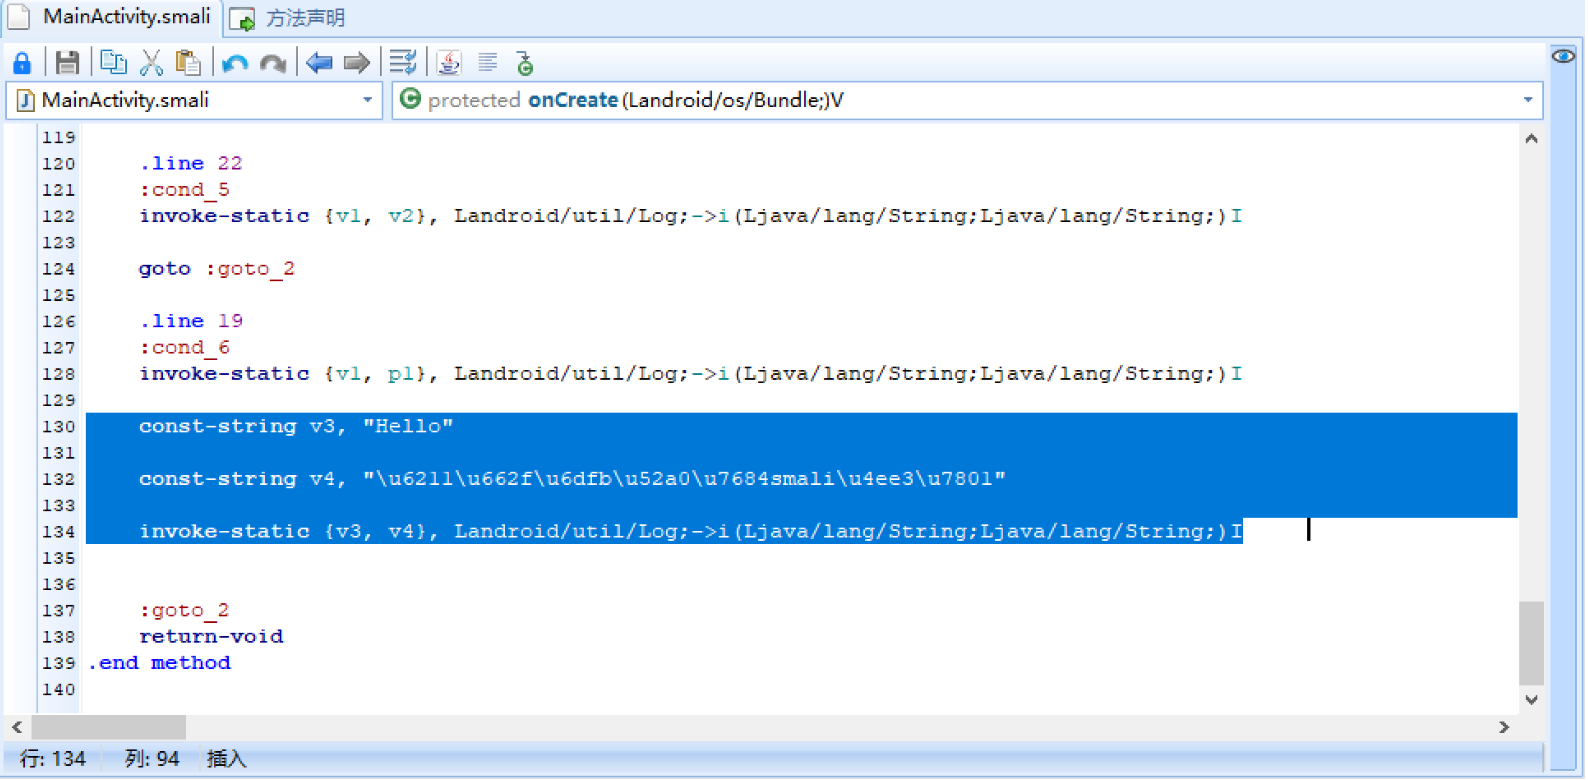 MainActivity.smali 方法声明
MainActivity.smali protected onCreate(Landroid/os/Bundle;)V
119
120 .line 22
121 :cond_5
122 invoke-static {v1, v2}, Landroid/util/Log;->i(Ljava/lang/String;Ljava/lang/String;)I
123
124 goto :goto_2
125
126 .line 19
127 :cond_6
128 invoke-static {v1, p1}, Landroid/util/Log;->i(Ljava/lang/String;Ljava/lang/String;)I
129
130 const-string v3, "Hello"
131
132 const-string v4, "\u6211\u662f\u6dfb\u52a0\u7684smali\u4ee3\u7801"
133
134 invoke-static {v3, v4}, Landroid/util/Log;->i(Ljava/lang/String;Ljava/lang/String;)I
135
136
137 :goto_2
138 return-void
139 .end method
140
行: 134 列: 94 插入